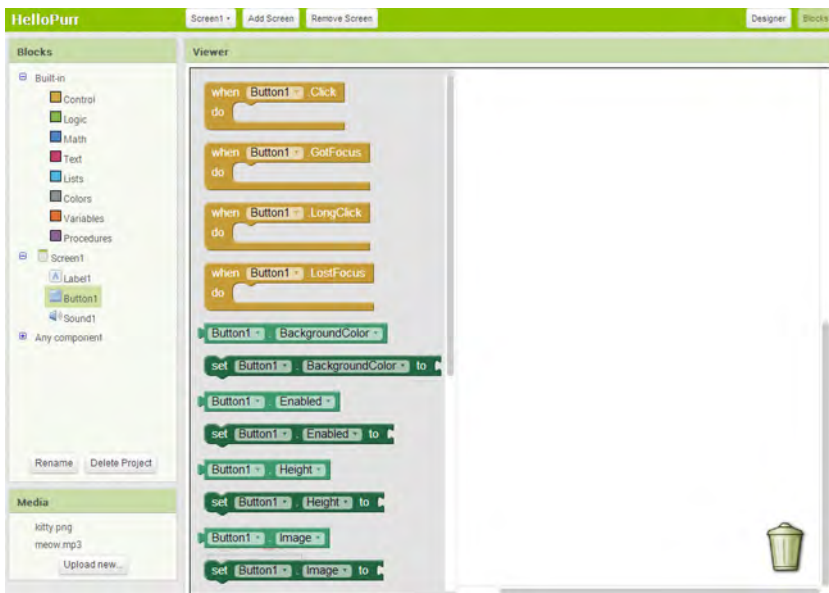 HelloPurr
Screen1 Add Screen Remove Screen
Designer Blocks
Blocks
Built-in
Control
Logic
Math
Text
Lists
Colors
Variables
Procedures
Screen1
Label1
Button1
Sound1
Any component
Rename Delete Project
Media
kitty.png
meow.mp3
Upload new...
Viewer
when Button1 .Click
do
when Button1 .GotFocus
do
when Button1 .LongClick
do
when Button1 .LostFocus
do
Button1 . BackgroundColor
set Button1 . BackgroundColor to
Button1 . Enabled
set Button1 . Enabled to
Button1 . Height
set Button1 . Height to
Button1 . Image
set Button1 . Image to